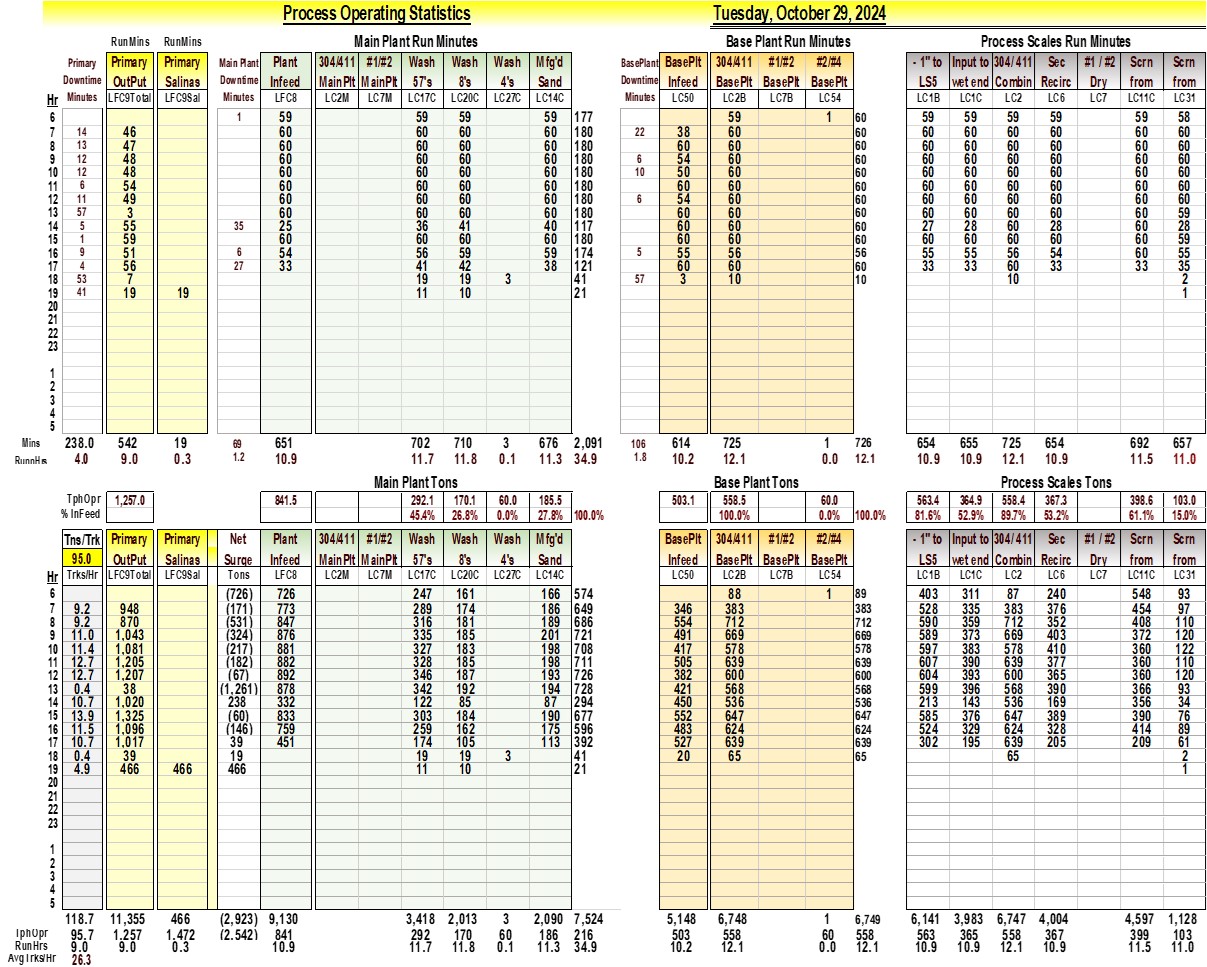 Process Operating Statistics Tuesday, October 29, 2024
RunMins RunMins Main Plant Run Minutes Base Plant Run Minutes Process Scales Run Minutes
Primary Primary Primary Main Plant Plant 304/411 #1/#2 Wash Wash Wash Mfg'd BasePlant BasePlt 304/411 #1/#2 #2/#4 - 1" to Input to 304/411 Sec #1 / #2 Scrn Scrn
Downtime OutPut Salinas Downtime Infeed MainPlt MainPlt 57's 8's 4's Sand Downtime Infeed BasePlt BasePlt BasePlt LS5 wet end Combin Recirc Dry from from
Hr Minutes LFC9Total LFC9Sal Minutes LFC8 LC2M LC7M LC17C LC20C LC27C LC14C Minutes LC50 LC2B LC7B LC54 LC1B LC1C LC2 LC6 LC7 LC11C LC31
6 1 59 59 59 59 177 59 1 60 59 59 59 59 59 58
7 14 46 60 60 60 60 180 22 38 60 60 60 60 60 60 60 60
8 13 47 60 60 60 60 180 60 60 60 60 60 60 60 60 60
9 12 48 60 60 60 60 180 6 54 60 60 60 60 60 60 60 60
10 12 48 60 60 60 60 180 10 50 60 60 60 60 60 60 60 60
11 6 54 60 60 60 60 180 60 60 60 60 60 60 60 60 60
12 11 49 60 60 60 60 180 6 54 60 60 60 60 60 60 60 60
13 57 3 60 60 60 60 180 60 60 60 60 60 60 60 60 59
14 5 55 35 25 36 41 40 117 60 60 60 27 28 60 28 60 28
15 1 59 60 60 60 60 180 60 60 60 60 60 60 60 60 59
16 9 51 6 54 56 59 59 174 5 55 56 56 55 55 56 54 60 55
17 4 56 27 33 41 42 38 121 60 60 60 33 33 60 33 33 35
18 53 7 19 19 3 41 57 3 10 10 10 2
19 41 19 19 11 10 21 1
20
21
22
23
1
2
3
4
5
Mins 238.0 542 19 69 651 702 710 3 676 2,091 106 614 725 1 726 654 655 725 654 692 657
RunnHrs 4.0 9.0 0.3 1.2 10.9 11.7 11.8 0.1 11.3 34.9 1.8 10.2 12.1 0.0 12.1 10.9 10.9 12.1 10.9 11.5 11.0
Main Plant Tons Base Plant Tons Process Scales Tons
TphOpr 1,257.0 841.5 292.1 170.1 60.0 185.5 503.1 558.5 60.0 563.4 364.9 558.4 367.3 398.6 103.0
% InFeed 45.4% 26.8% 0.0% 27.8% 100.0% 100.0% 0.0% 100.0% 81.6% 52.9% 89.7% 53.2% 61.1% 15.0%
Tns/Trk Primary Primary Net Plant 304/411 #1/#2 Wash Wash Wash Mfg'd BasePlt 304/411 #1/#2 #2/#4 - 1" to Input to 304/411 Sec #1 / #2 Scrn Scrn
95.0 OutPut Salinas Surge Infeed MainPlt MainPlt 57's 8's 4's Sand Infeed BasePlt BasePlt BasePlt LS5 wet end Combin Recirc Dry from from
Hr Trks/Hr LFC9Total LFC9Sal Tons LFC8 LC2M LC7M LC17C LC20C LC27C LC14C LC50 LC2B LC7B LC54 LC1B LC1C LC2 LC6 LC7 LC11C LC31
6 (726) 726 247 161 166 574 88 1 89 403 311 87 240 548 93
7 9.2 948 (171) 773 289 174 186 649 346 383 383 528 335 383 376 454 97
8 9.2 870 (531) 847 316 181 189 686 554 712 712 590 359 712 352 408 110
9 11.0 1,043 (324) 876 335 185 201 721 491 669 669 589 373 669 403 372 120
10 11.4 1,081 (217) 881 327 183 198 708 417 578 578 597 383 578 410 360 122
11 12.7 1,205 (182) 882 328 185 198 711 505 639 639 607 390 639 377 360 110
12 12.7 1,207 (67) 892 346 187 193 726 382 600 600 604 393 600 365 360 120
13 0.4 38 (1,261) 878 342 192 194 728 421 568 568 599 396 568 390 366 93
14 10.7 1,020 238 332 122 85 87 294 450 536 536 213 143 536 169 356 34
15 13.9 1,325 (60) 833 303 184 190 677 552 647 647 585 376 647 389 390 76
16 11.5 1,096 (146) 759 259 162 175 596 483 624 624 524 329 624 328 414 89
17 10.7 1,017 39 451 174 105 113 392 527 639 639 302 195 639 205 209 61
18 0.4 39 19 19 19 3 41 20 65 65 65 2
19 4.9 466 466 466 11 10 21 1
20
21
22
23
1
2
3
4
5
118.7 11,355 466 (2,923) 9,130 3,418 2,013 3 2,090 7,524 5,148 6,748 1 6,749 6,141 3,983 6,747 4,004 4,597 1,128
TphOpr 95.7 1,257 1,472 (2,542) 841 292 170 60 186 216 503 558 60 558 563 365 558 367 399 103
RunHrs 9.0 9.0 0.3 10.9 11.7 11.8 0.1 11.3 34.9 10.2 12.1 0.0 12.1 10.9 10.9 12.1 10.9 11.5 11.0
AvgTrks/Hr 26.3